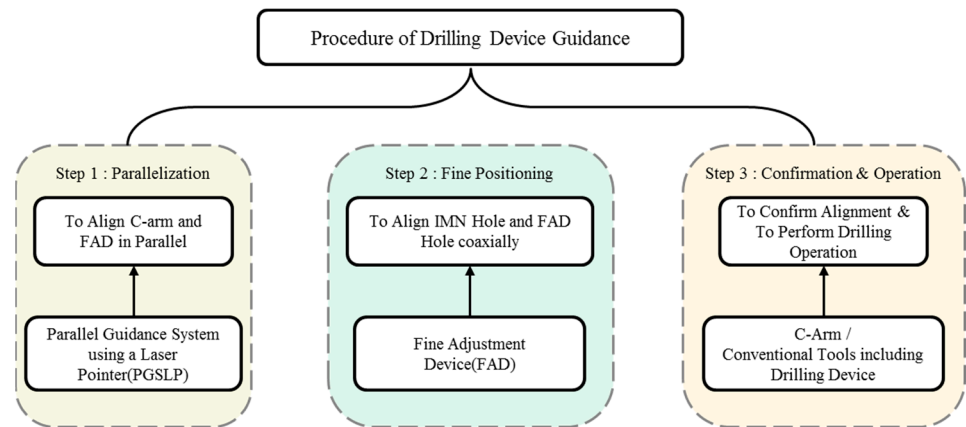 Procedure of Drilling Device Guidance
Step 1 : Parallelization
To Align C-arm and
FAD in Parallel
Parallel Guidance System
using a Laser
Pointer(PGSLP)
Step 2 : Fine Positioning
To Align IMN Hole and FAD
Hole coaxially
Fine Adjustment
Device(FAD)
Step 3 : Confirmation & Operation
To Confirm Alignment &
To Perform Drilling
Operation
C-Arm /
Conventional Tools including
Drilling Device